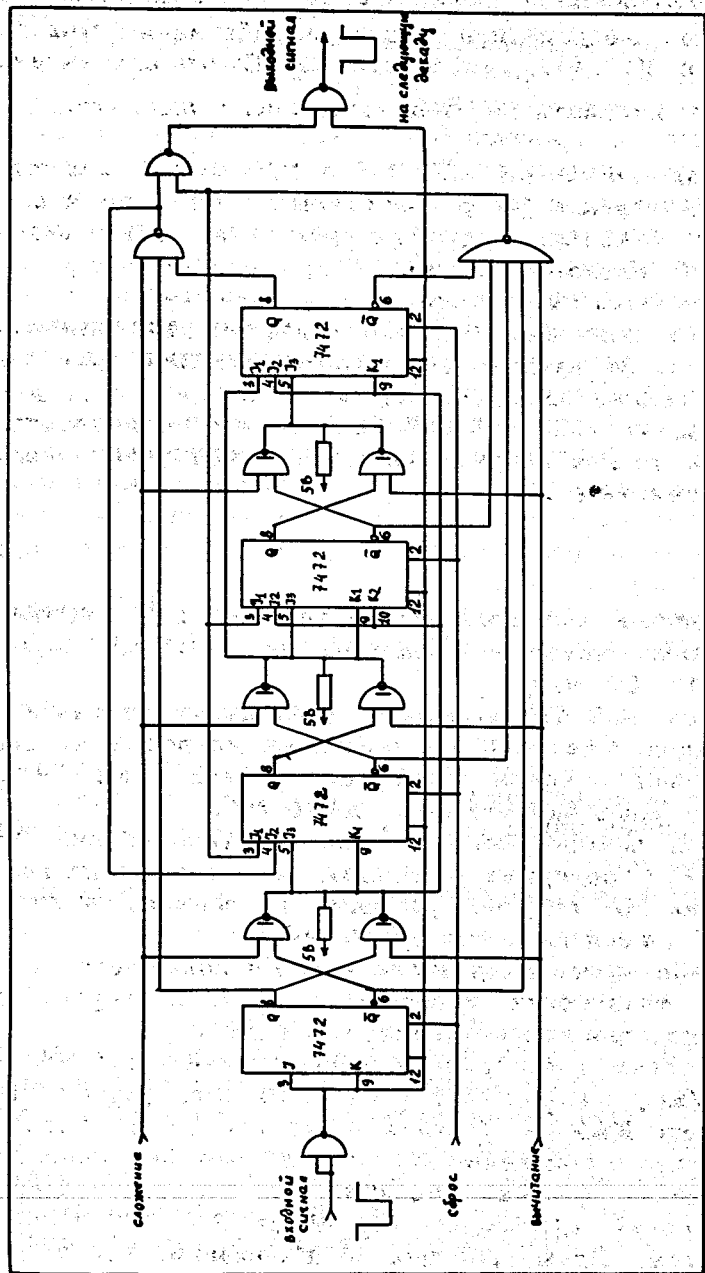 выходной
сигнал
на следующую
декаду
8
Q
Q̅
6
7472
2
12
3
4
5
J1
J2
J3
9
K1
5В
8
Q
Q̅
6
7472
2
12
3
4
5
J1
J2
J3
9
10
K1
K2
5В
8
Q
Q̅
6
7472
2
12
3
4
5
J1
J2
J3
9
K1
5В
8
Q
Q̅
6
7472
2
12
3
J
9
K
сложение
входной
сигнал
сброс
вычитание